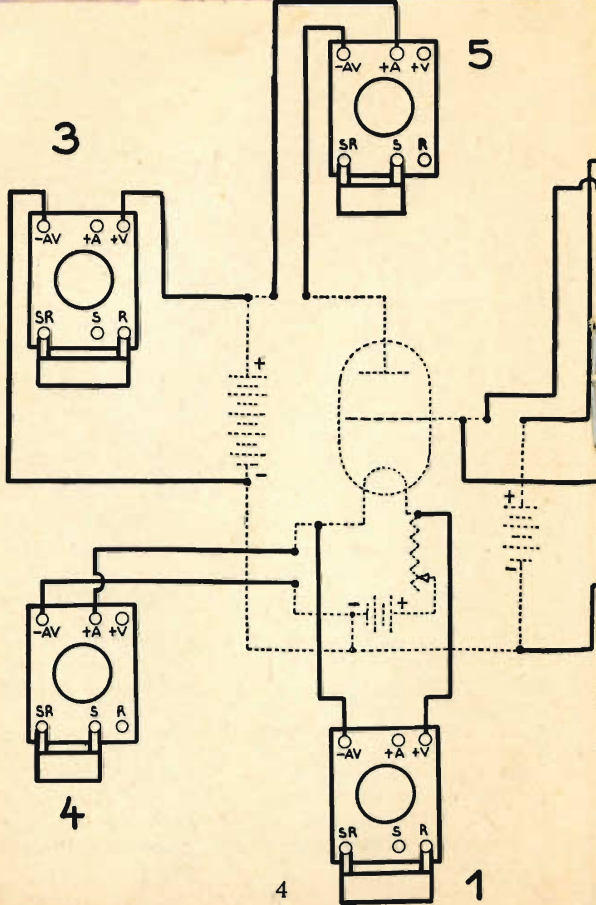 5
-AV +A +V
SR S R
3
-AV +A +V
SR S R
+
-
+
-
- +
-AV +A +V
SR S R
4
-AV +A +V
SR S R
1
4